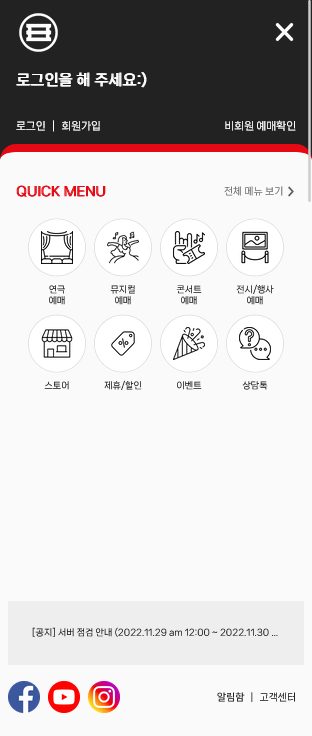 로그인을 해 주세요:)
로그인 | 회원가입
비회원 예매확인
QUICK MENU
전체 메뉴 보기
연극
예매
뮤지컬
예매
콘서트
예매
전시/행사
예매
스토어
제휴/할인
이벤트
상담톡
[공지] 서버 점검 안내 (2022.11.29 am 12:00 ~ 2022.11.30 ...
알림함 | 고객센터